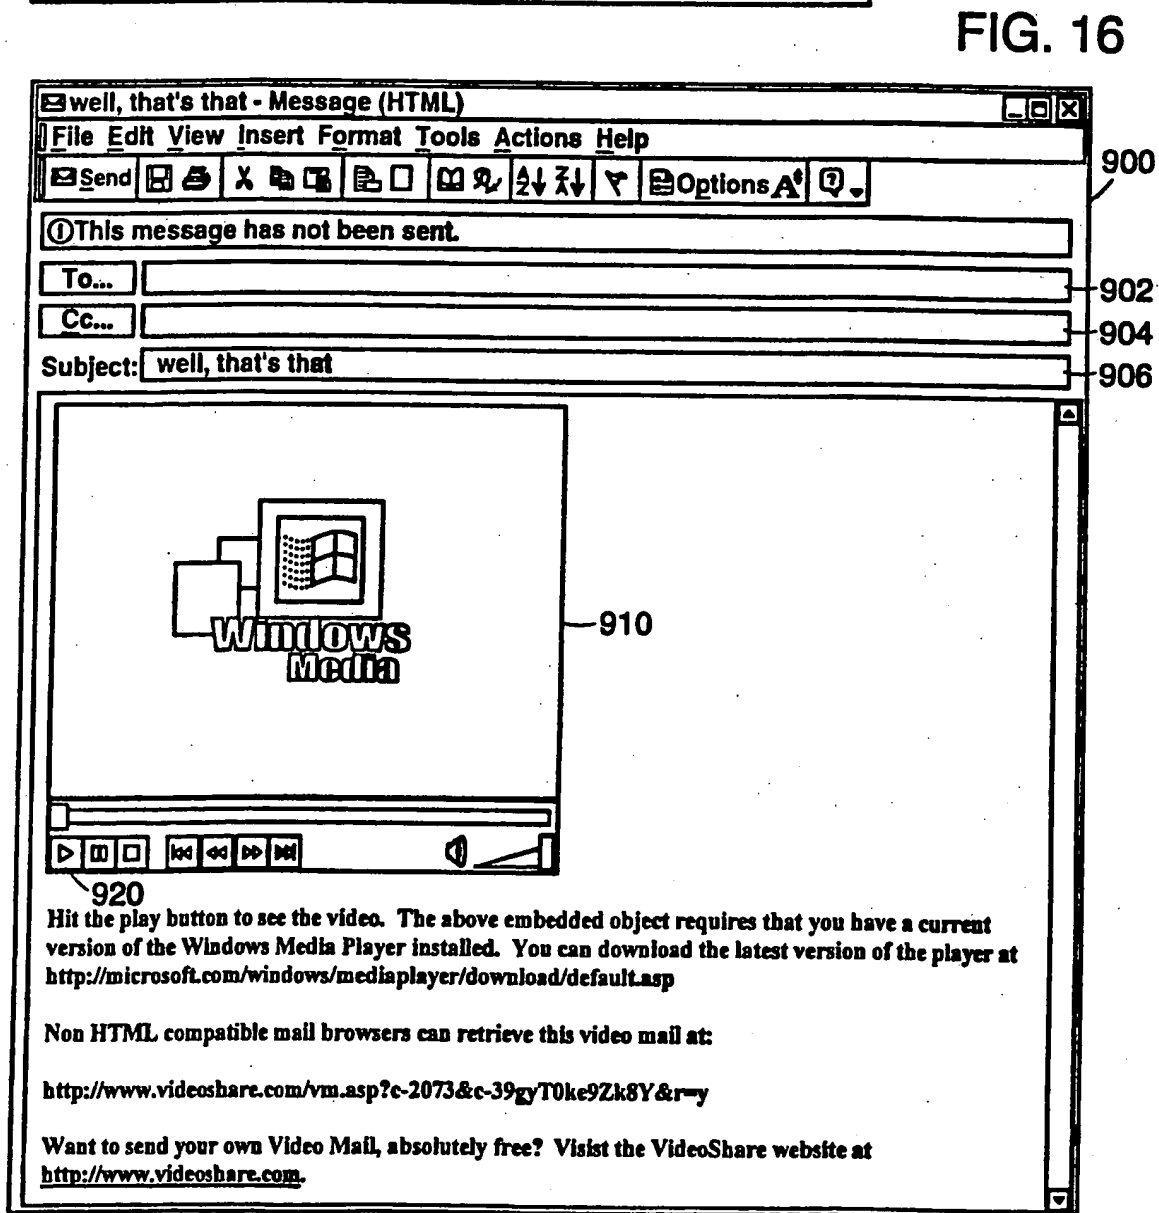 FIG. 16
well, that's that - Message (HTML)
File Edit View Insert Format Tools Actions Help
900
Send Options A
This message has not been sent.
To... 902
Cc... 904
Subject: well, that's that 906
Windows
Media
910
920
Hit the play button to see the video. The above embedded object requires that you have a current
version of the Windows Media Player installed. You can download the latest version of the player at
http://microsoft.com/windows/mediaplayer/download/default.asp
Non HTML compatible mail browsers can retrieve this video mail at:
http://www.videoshare.com/vm.asp?c-2073&c-39gyT0ke9Zk8Y&r=y
Want to send your own Video Mail, absolutely free? Visist the VideoShare website at
http://www.videoshare.com.